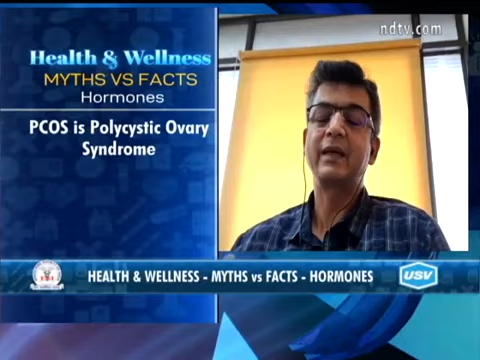 ndtv.com
Health & Wellness
MYTHS VS FACTS
Hormones
PCOS is Polycystic Ovary
Syndrome
HEALTH & WELLNESS - MYTHS vs FACTS - HORMONES
USV